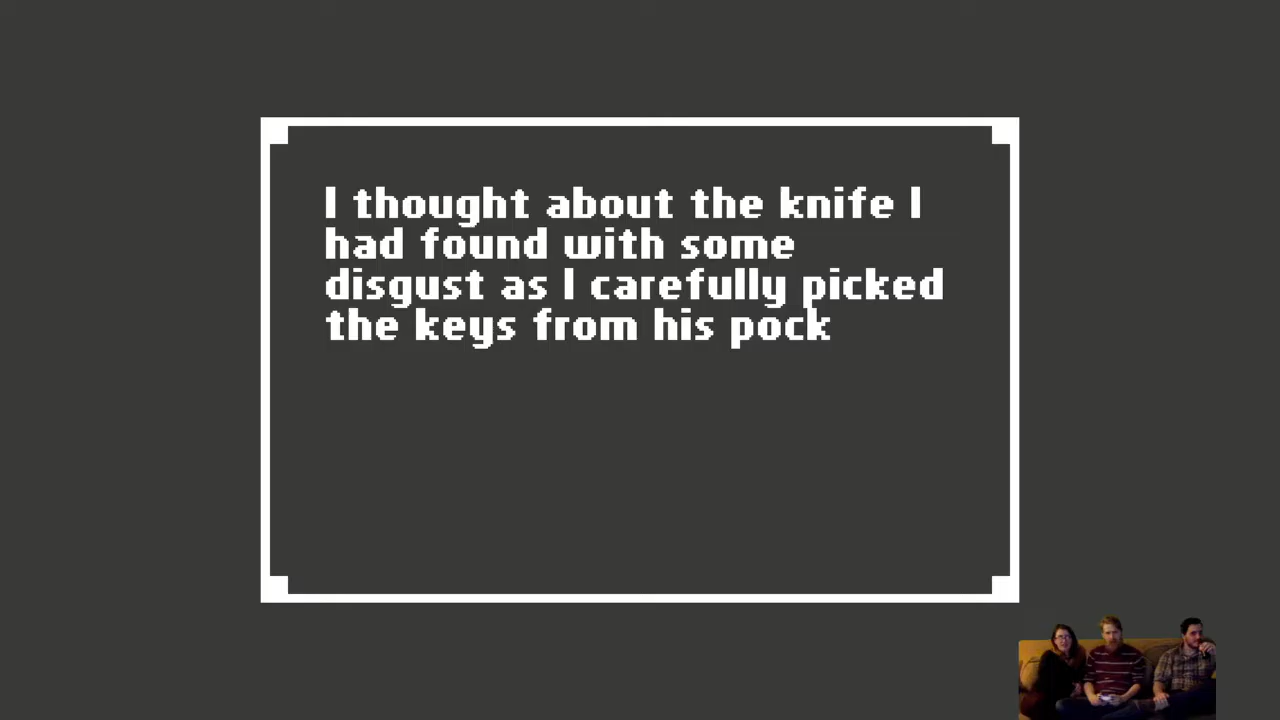 I thought about the knife I
had found with some
disgust as I carefully picked
the keys from his pock